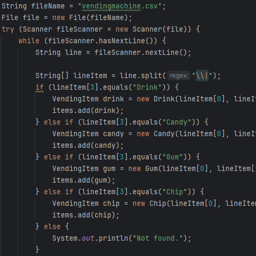 String fileName = "vendingmachine.csv";
File file = new File(fileName);
try (Scanner fileScanner = new Scanner(file)) {
while (fileScanner.hasNextLine()) {
String line = fileScanner.nextLine();
String[] lineItem = line.split( regex: "\\|");
if (lineItem[3].equals("Drink")) {
VendingItem drink = new Drink(lineItem[0], lineI
items.add(drink);
} else if (lineItem[3].equals("Candy")) {
VendingItem candy = new Candy(lineItem[0], lineI
items.add(candy);
} else if (lineItem[3].equals("Gum")) {
VendingItem gum = new Gum(lineItem[0], lineItem[
items.add(gum);
} else if (lineItem[3].equals("Chip")) {
VendingItem chip = new Chip(lineItem[0], lineIte
items.add(chip);
} else {
System.out.println("Not found.");
}